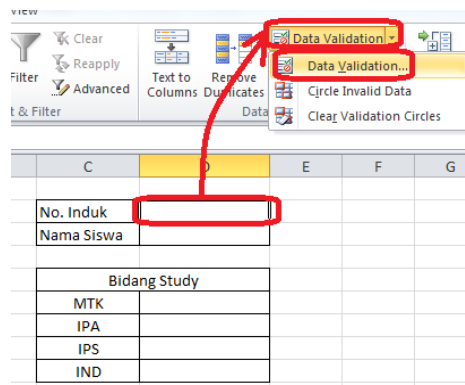 View
Clear
Reapply
Advanced
Filter
t & Filter
Text to
Columns
Remove
Duplicates
Data
Data Validation
Data Validation...
Circle Invalid Data
Clear Validation Circles
C D E F G
No. Induk
Nama Siswa
Bidang Study
MTK
IPA
IPS
IND